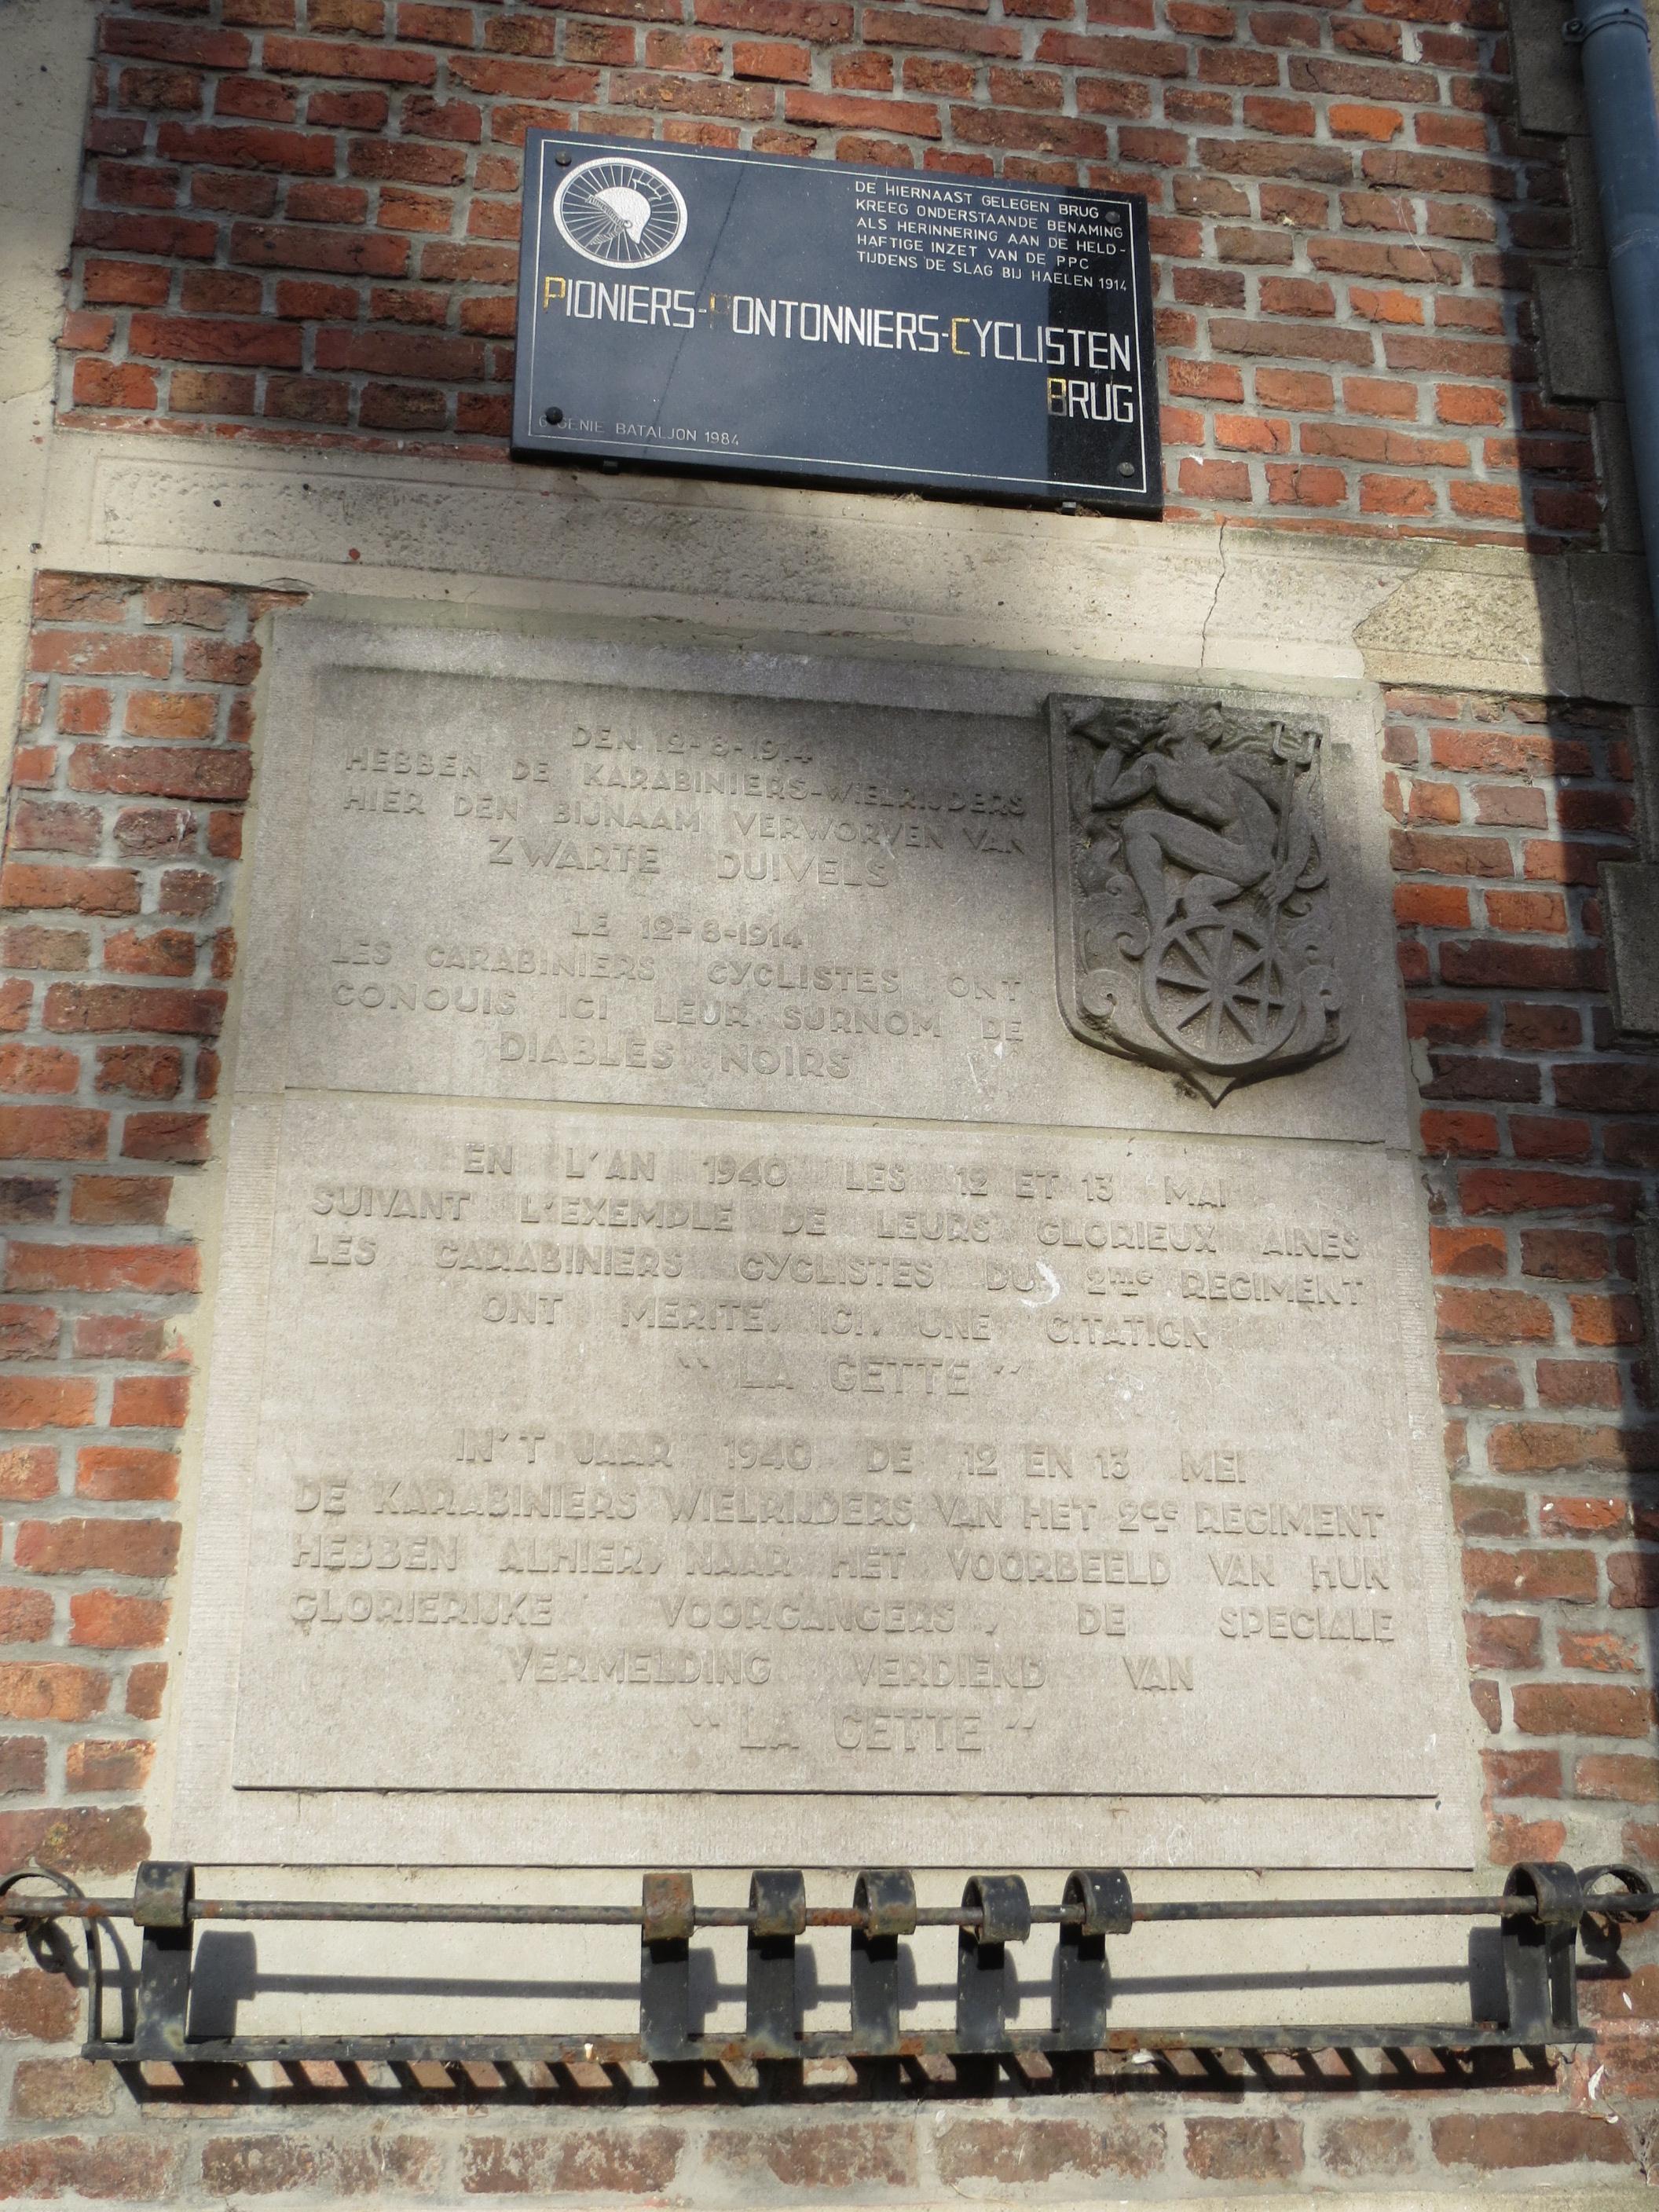 DE HIERNAAST GELEGEN BRUG
KREEG ONDERSTAANDE BENAMING
ALS HERINNERING AAN DE HELD-
HAFTIGE INZET VAN DE PPC
TIJDENS DE SLAG BIJ HAELEN 1914
PIONIERS-PONTONNIERS-CYCLISTEN
BRUG
6 GENIE BATALJON 1984
DEN 12-8-1914
HEBBEN DE KARABINIERS-WIELRIJDERS
HIER DEN BIJNAAM VERWORVEN VAN
ZWARTE DUIVELS
LE 12-8-1914
LES CARABINIERS CYCLISTES ONT
CONQUIS ICI LEUR SURNOM DE
DIABLES NOIRS
EN L'AN 1940 LES 12 ET 13 MAI
SUIVANT L'EXEMPLE DE LEURS GLORIEUX AINES
LES CARABINIERS CYCLISTES DU 2me REGIMENT
ONT MERITE, ICI, UNE CITATION
"LA GETTE"
IN'T JAAR 1940 DE 12 EN 13 MEI
DE KARABINIERS WIELRIJDERS VAN HET 2de REGIMENT
HEBBEN ALHIER, NAAR HET VOORBEELD VAN HUN
GLORIERIJKE VOORGANGERS, DE SPECIALE
VERMELDING VERDIEND VAN
"LA GETTE"